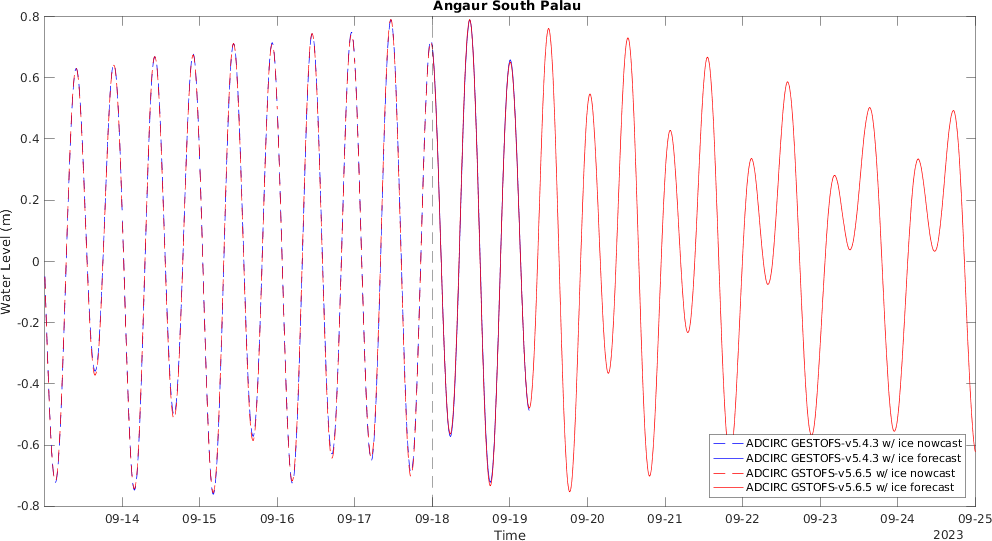 Angaur South Palau
0.8
0.6
0.4
0.2
0
-0.2
-0.4
-0.6
-0.8
Water Level (m)
09-14 09-15 09-16 09-17 09-18 09-19 09-20 09-21 09-22 09-23 09-24 09-25
Time
2023
ADCIRC GESTOFS-v5.4.3 w/ ice nowcast
ADCIRC GESTOFS-v5.4.3 w/ ice forecast
ADCIRC GSTOFS-v5.6.5 w/ ice nowcast
ADCIRC GSTOFS-v5.6.5 w/ ice forecast